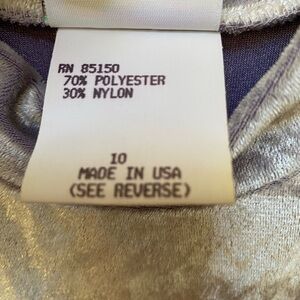 RN 85150
70% POLYESTER
30% NYLON
10
MADE IN USA
(SEE REVERSE)